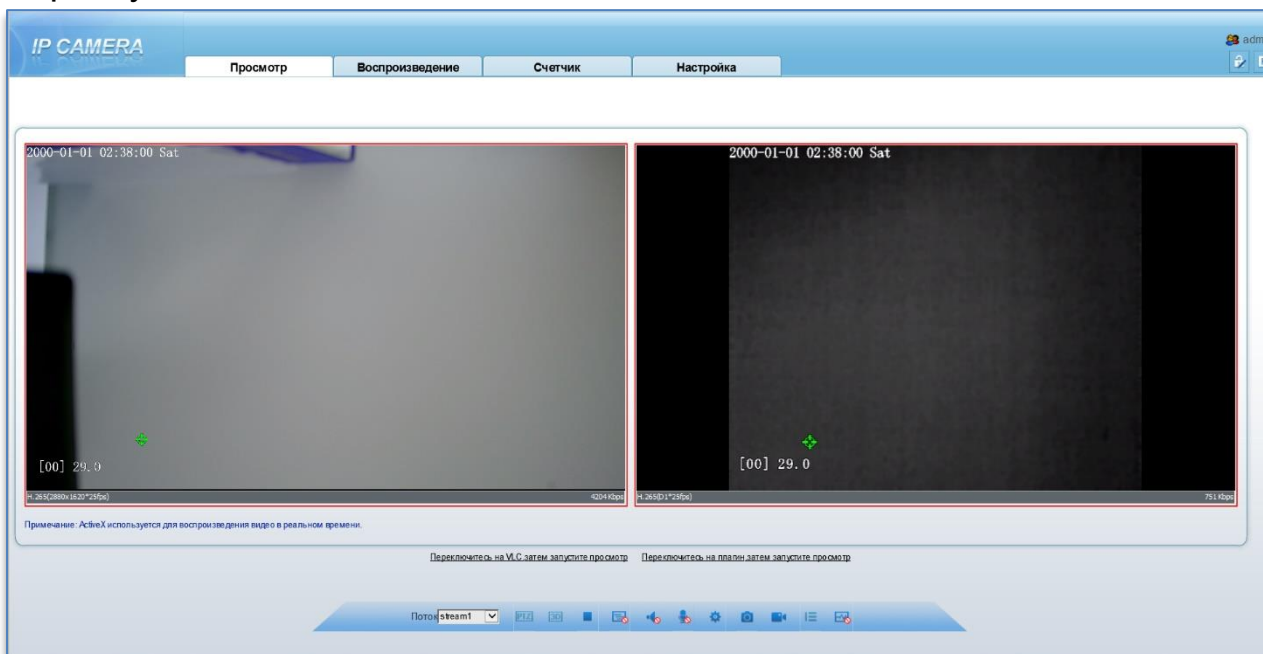 IP CAMERA
Просмотр
Воспроизведение
Счетчик
Настройка
2000-01-01 02:38:00 Sat
2000-01-01 02:38:00 Sat
[00] 29.0
[00] 29.0
H.265(2880x1620*25fps)
4204 Kbps
H.265(D1*25fps)
751 Kbps
Примечание: ActiveX используется для воспроизведения видео в реальном времени.
Переключитесь на VLC.затем запустите просмотр
Переключитесь на плагин,затем запустите просмотр
Поток stream1
PTZ
3D